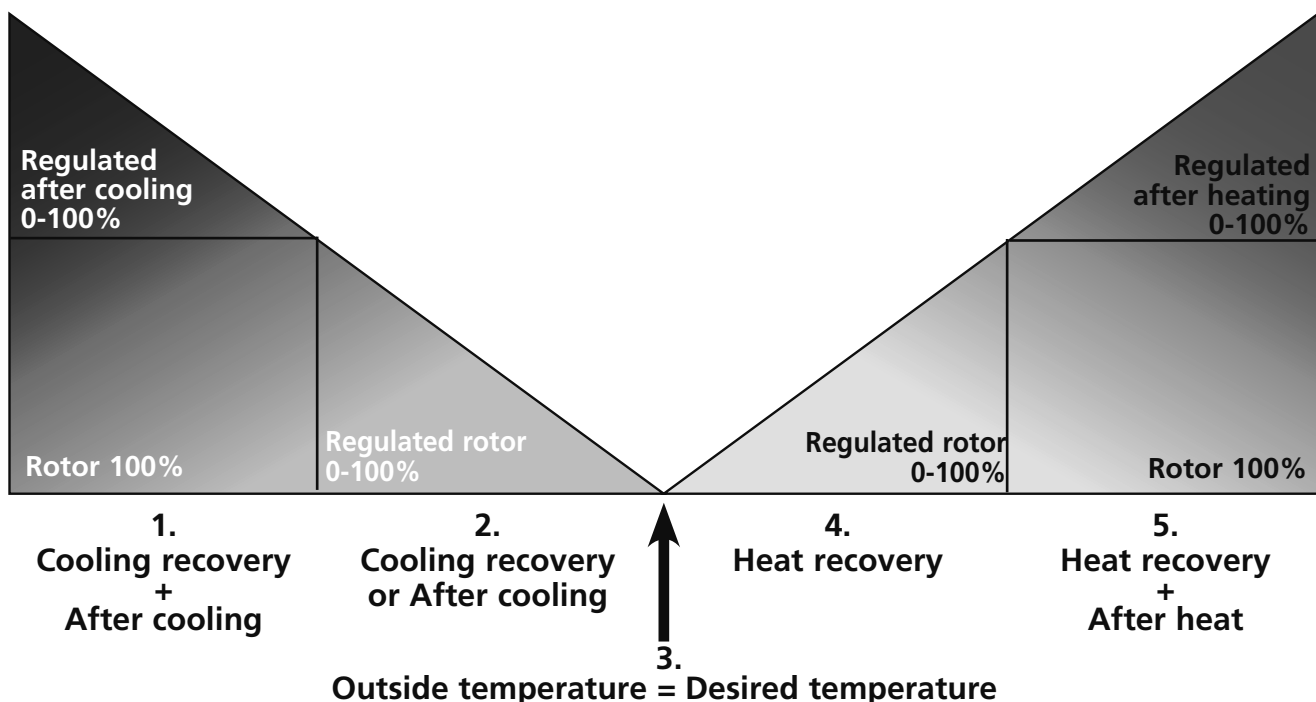 Regulated
after cooling
0-100%
Regulated
after heating
0-100%
Rotor 100%
Regulated rotor
0-100%
Regulated rotor
0-100%
Rotor 100%
1.
Cooling recovery
+
After cooling
2.
Cooling recovery
or After cooling
4.
Heat recovery
5.
Heat recovery
+
After heat
3.
Outside temperature = Desired temperature